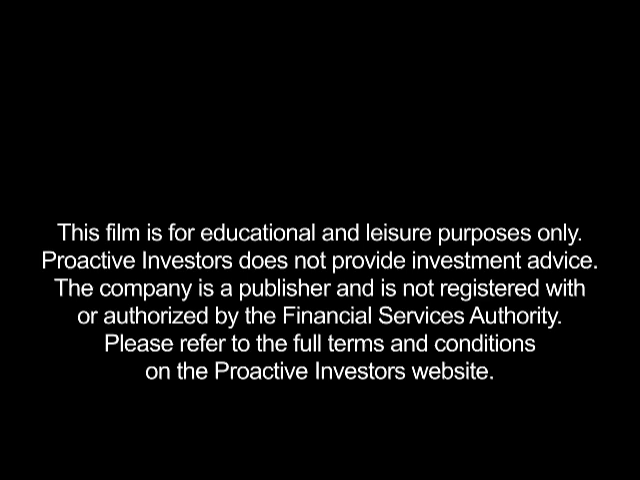 This film is for educational and leisure purposes only.
Proactive Investors does not provide investment advice.
The company is a publisher and is not registered with
or authorized by the Financial Services Authority.
Please refer to the full terms and conditions
on the Proactive Investors website.